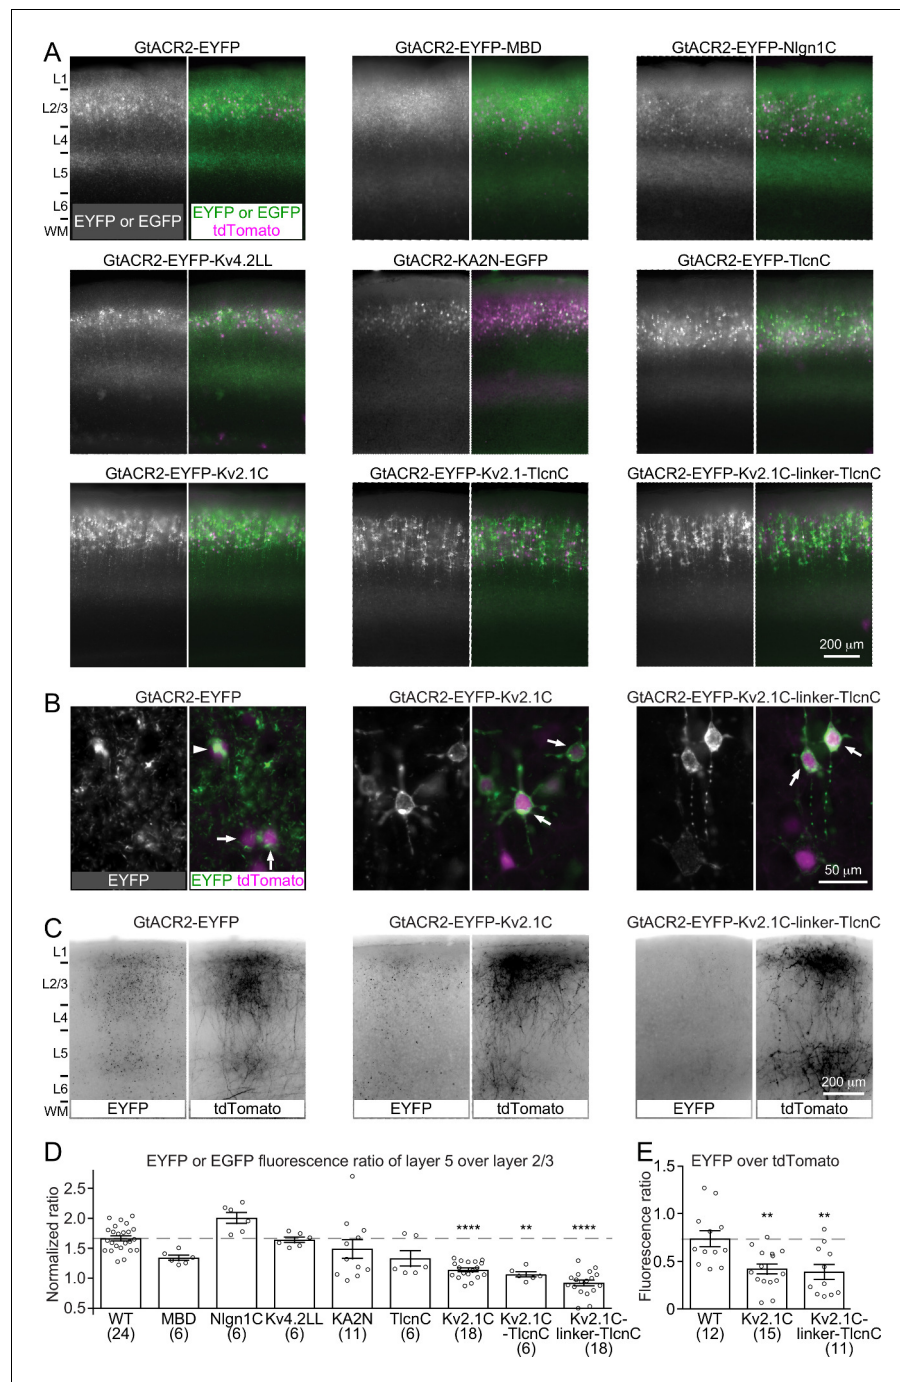 A
GtACR2-EYFP
GtACR2-EYFP-MBD
GtACR2-EYFP-Nlgn1C
L1
L2/3
L4
L5
L6
WM
EYFP or EGFP
EYFP or EGFP
tdTomato
GtACR2-EYFP-Kv4.2LL
GtACR2-KA2N-EGFP
GtACR2-EYFP-TlcnC
GtACR2-EYFP-Kv2.1C
GtACR2-EYFP-Kv2.1-TlcnC
GtACR2-EYFP-Kv2.1C-linker-TlcnC
200 μm
B
GtACR2-EYFP
GtACR2-EYFP-Kv2.1C
GtACR2-EYFP-Kv2.1C-linker-TlcnC
EYFP
EYFP tdTomato
50 μm
C
GtACR2-EYFP
GtACR2-EYFP-Kv2.1C
GtACR2-EYFP-Kv2.1C-linker-TlcnC
L1
L2/3
L4
L5
L6
WM
200 μm
EYFP
tdTomato
EYFP
tdTomato
EYFP
tdTomato
D
EYFP or EGFP fluorescence ratio of layer 5 over layer 2/3
Normalized ratio
2.5
2.0
1.5
1.0
0.5
****
**
****
WT
(24)
MBD
(6)
Nlgn1C
(6)
Kv4.2LL
(6)
KA2N
(11)
TlcnC
(6)
Kv2.1C
(18)
Kv2.1C
-TlcnC
(6)
Kv2.1C-
linker-TlcnC
(18)
E
EYFP over tdTomato
Fluorescence ratio
1.5
1.0
0.5
0
**
**
WT
(12)
Kv2.1C
(15)
Kv2.1C-
linker-TlcnC
(11)